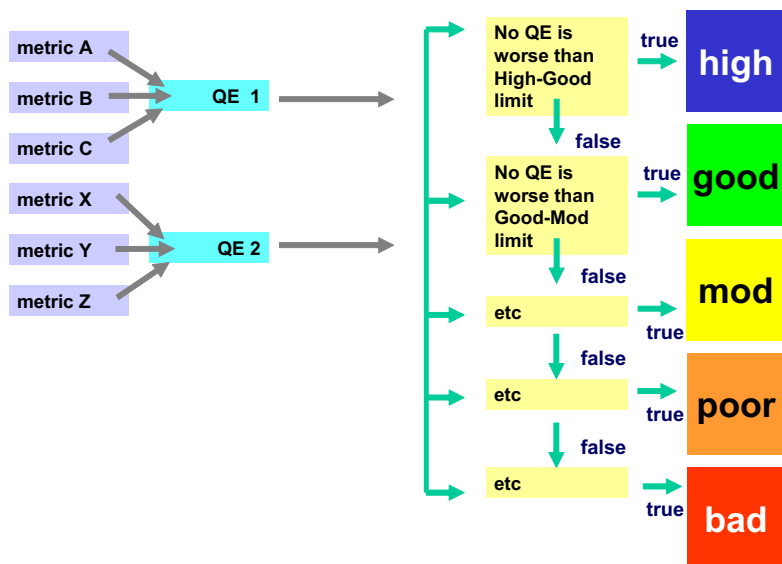 metric A
metric B
metric C
QE 1
metric X
metric Y
metric Z
QE 2
No QE is
worse than
High-Good
limit
true
high
false
No QE is
worse than
Good-Mod
limit
true
good
false
etc
true
mod
false
etc
true
poor
false
etc
true
bad